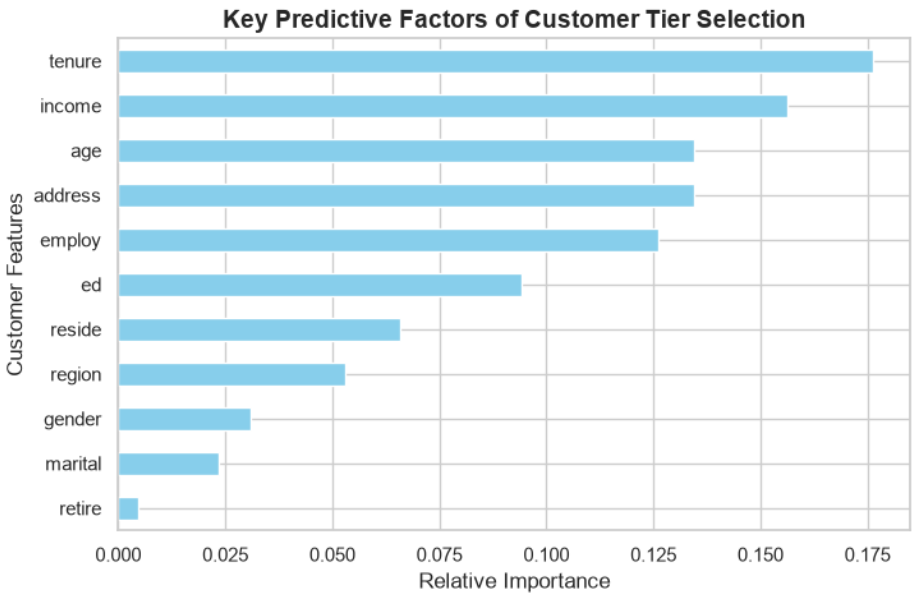 Key Predictive Factors of Customer Tier Selection
tenure
income
age
address
employ
ed
reside
region
gender
marital
retire
Customer Features
0.000 0.025 0.050 0.075 0.100 0.125 0.150 0.175
Relative Importance